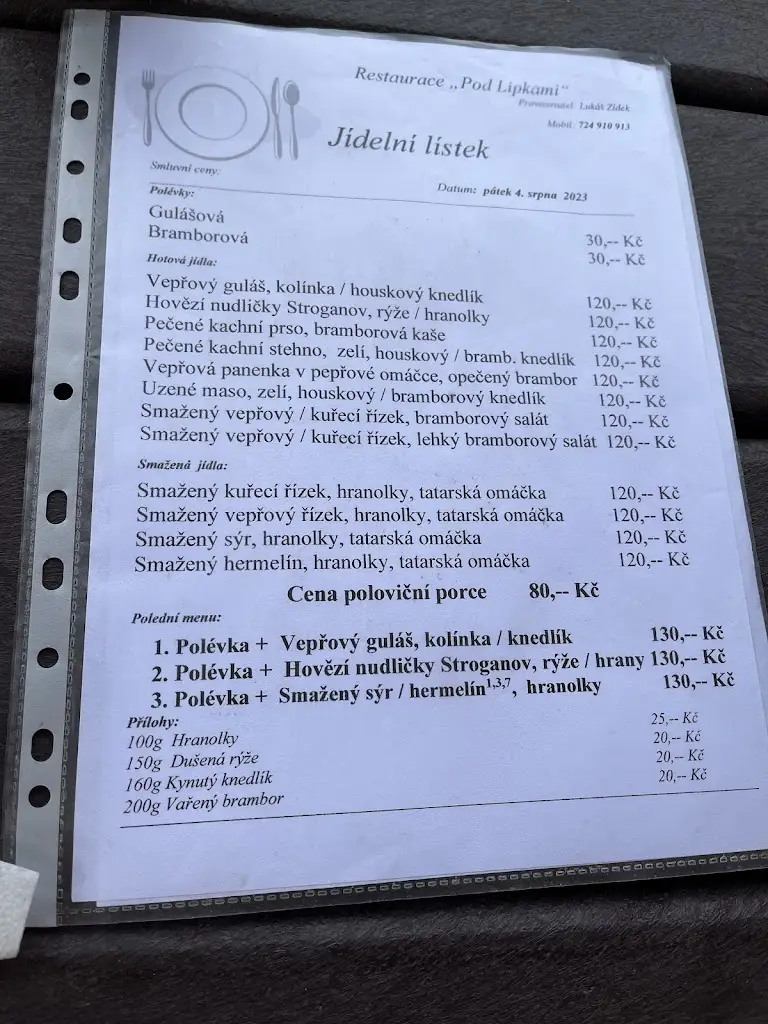 Restaurace „Pod Lipkami“
Provozovatel: Lukáš Zídek
Mobil: 724 910 913
Jídelní lístek
Smluvní ceny:
Datum: pátek 4. srpna 2023
Polévky:
Gulášová 30,-- Kč
Bramborová 30,-- Kč
Hotová jídla:
Vepřový guláš, kolínka / houskový knedlík 120,-- Kč
Hovězí nudličky Stroganov, rýže / hranolky 120,-- Kč
Pečené kachní prso, bramborová kaše 120,-- Kč
Pečené kachní stehno, zelí, houskový / bramb. knedlík 120,-- Kč
Vepřová panenka v pepřové omáčce, opečený brambor 120,-- Kč
Uzené maso, zelí, houskový / bramborový knedlík 120,-- Kč
Smažený vepřový / kuřecí řízek, bramborový salát 120,-- Kč
Smažený vepřový / kuřecí řízek, lehký bramborový salát 120,-- Kč
Smažená jídla:
Smažený kuřecí řízek, hranolky, tatarská omáčka 120,-- Kč
Smažený vepřový řízek, hranolky, tatarská omáčka 120,-- Kč
Smažený sýr, hranolky, tatarská omáčka 120,-- Kč
Smažený hermelín, hranolky, tatarská omáčka 120,-- Kč
Cena poloviční porce 80,-- Kč
Polední menu:
1. Polévka + Vepřový guláš, kolínka / knedlík 130,-- Kč
2. Polévka + Hovězí nudličky Stroganov, rýže / hrany 130,-- Kč
3. Polévka + Smažený sýr / hermelín1,3,7, hranolky 130,-- Kč
Přílohy:
100g Hranolky 25,-- Kč
150g Dušená rýže 20,-- Kč
160g Kynutý knedlík 20,-- Kč
200g Vařený brambor 20,-- Kč